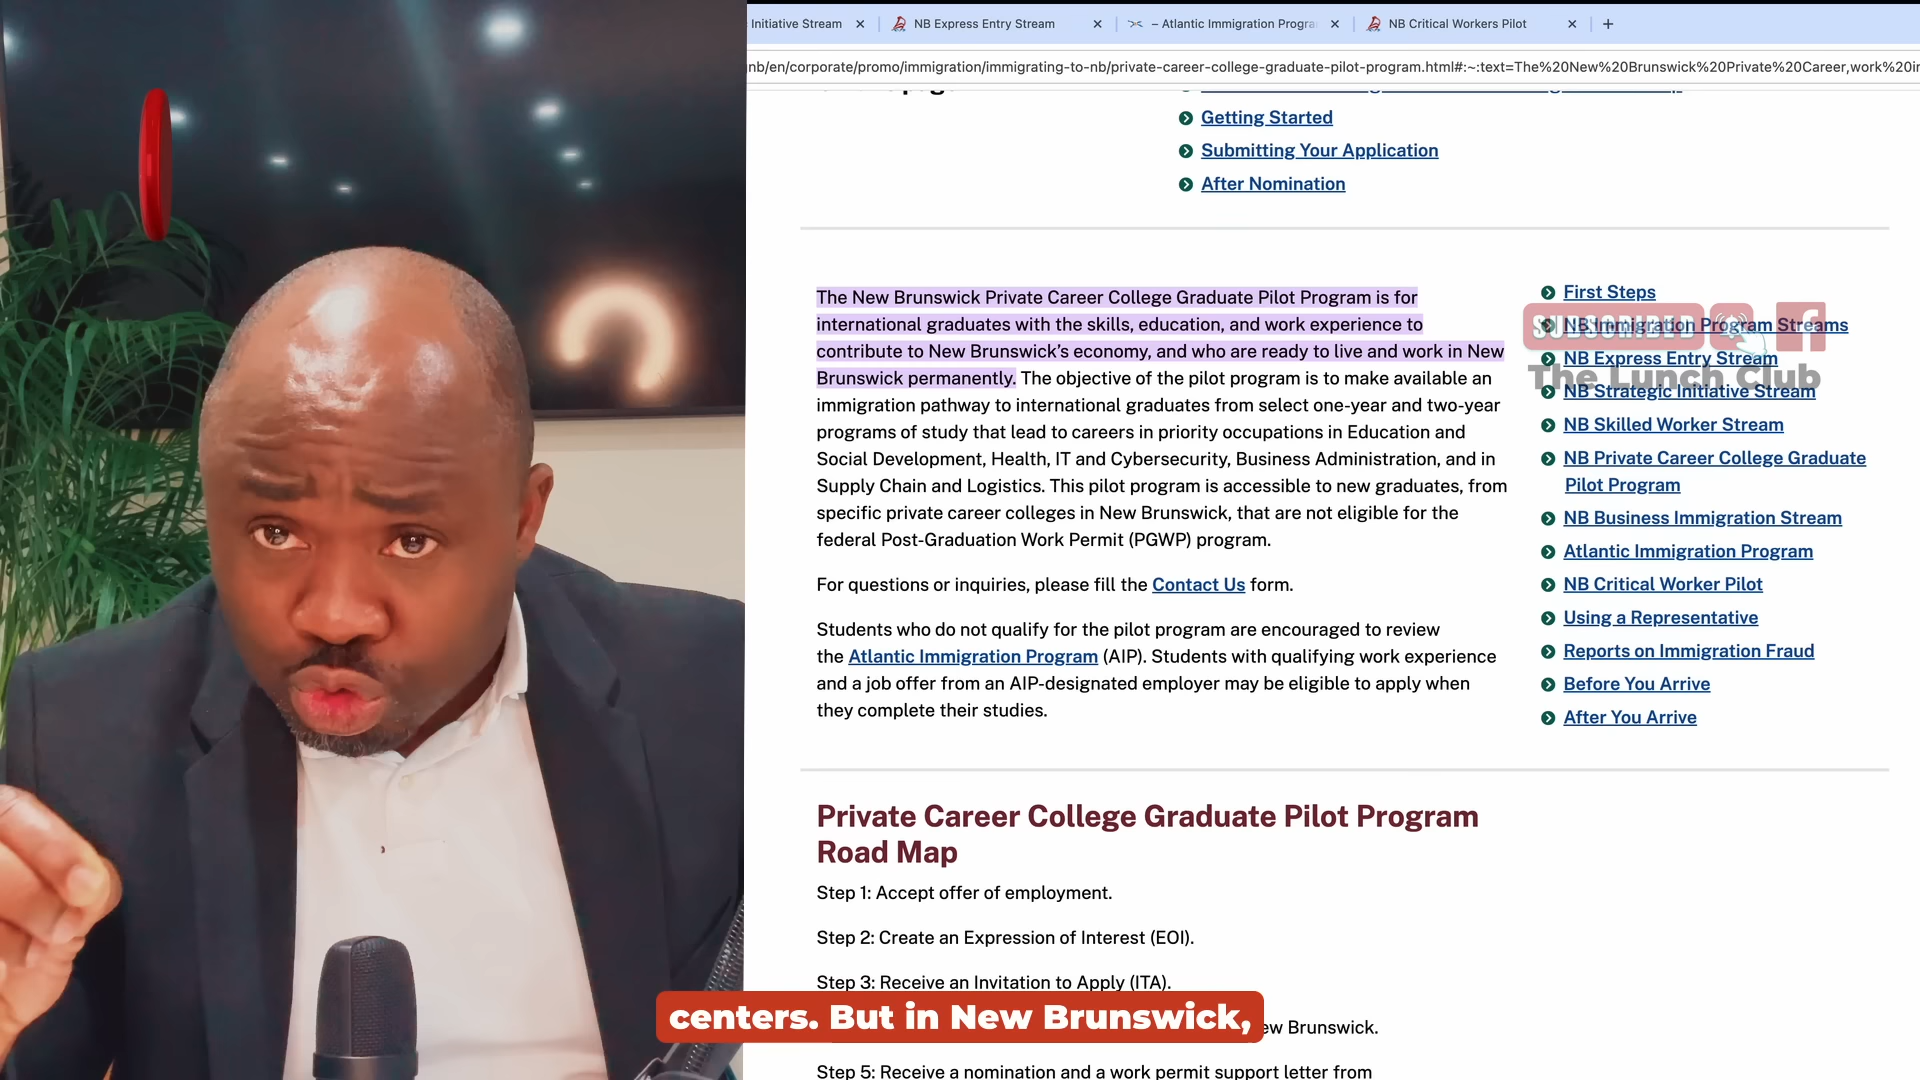 Initiative Stream
NB Express Entry Stream
– Atlantic Immigration Progra
NB Critical Workers Pilot
nb/en/corporate/promo/immigration/immigrating-to-nb/private-career-college-graduate-pilot-program.html#:~:text=The%20New%20Brunswick%20Private%20Career,work%20i
Getting Started
Submitting Your Application
After Nomination
The New Brunswick Private Career College Graduate Pilot Program is for
international graduates with the skills, education, and work experience to
contribute to New Brunswick’s economy, and who are ready to live and work in New
Brunswick permanently. The objective of the pilot program is to make available an
immigration pathway to international graduates from select one-year and two-year
programs of study that lead to careers in priority occupations in Education and
Social Development, Health, IT and Cybersecurity, Business Administration, and in
Supply Chain and Logistics. This pilot program is accessible to new graduates, from
specific private career colleges in New Brunswick, that are not eligible for the
federal Post-Graduation Work Permit (PGWP) program.
For questions or inquiries, please fill the Contact Us form.
Students who do not qualify for the pilot program are encouraged to review
the Atlantic Immigration Program (AIP). Students with qualifying work experience
and a job offer from an AIP-designated employer may be eligible to apply when
they complete their studies.
First Steps
NB Immigration Program Streams
SUBSCRIBED
NB Express Entry Stream
The Lunch Club
NB Strategic Initiative Stream
NB Skilled Worker Stream
NB Private Career College Graduate
Pilot Program
NB Business Immigration Stream
Atlantic Immigration Program
NB Critical Worker Pilot
Using a Representative
Reports on Immigration Fraud
Before You Arrive
After You Arrive
Private Career College Graduate Pilot Program
Road Map
Step 1: Accept offer of employment.
Step 2: Create an Expression of Interest (EOI).
Step 3: Receive an Invitation to Apply (ITA).
centers. But in New Brunswick,
ew Brunswick.
Step 5: Receive a nomination and a work permit support letter from